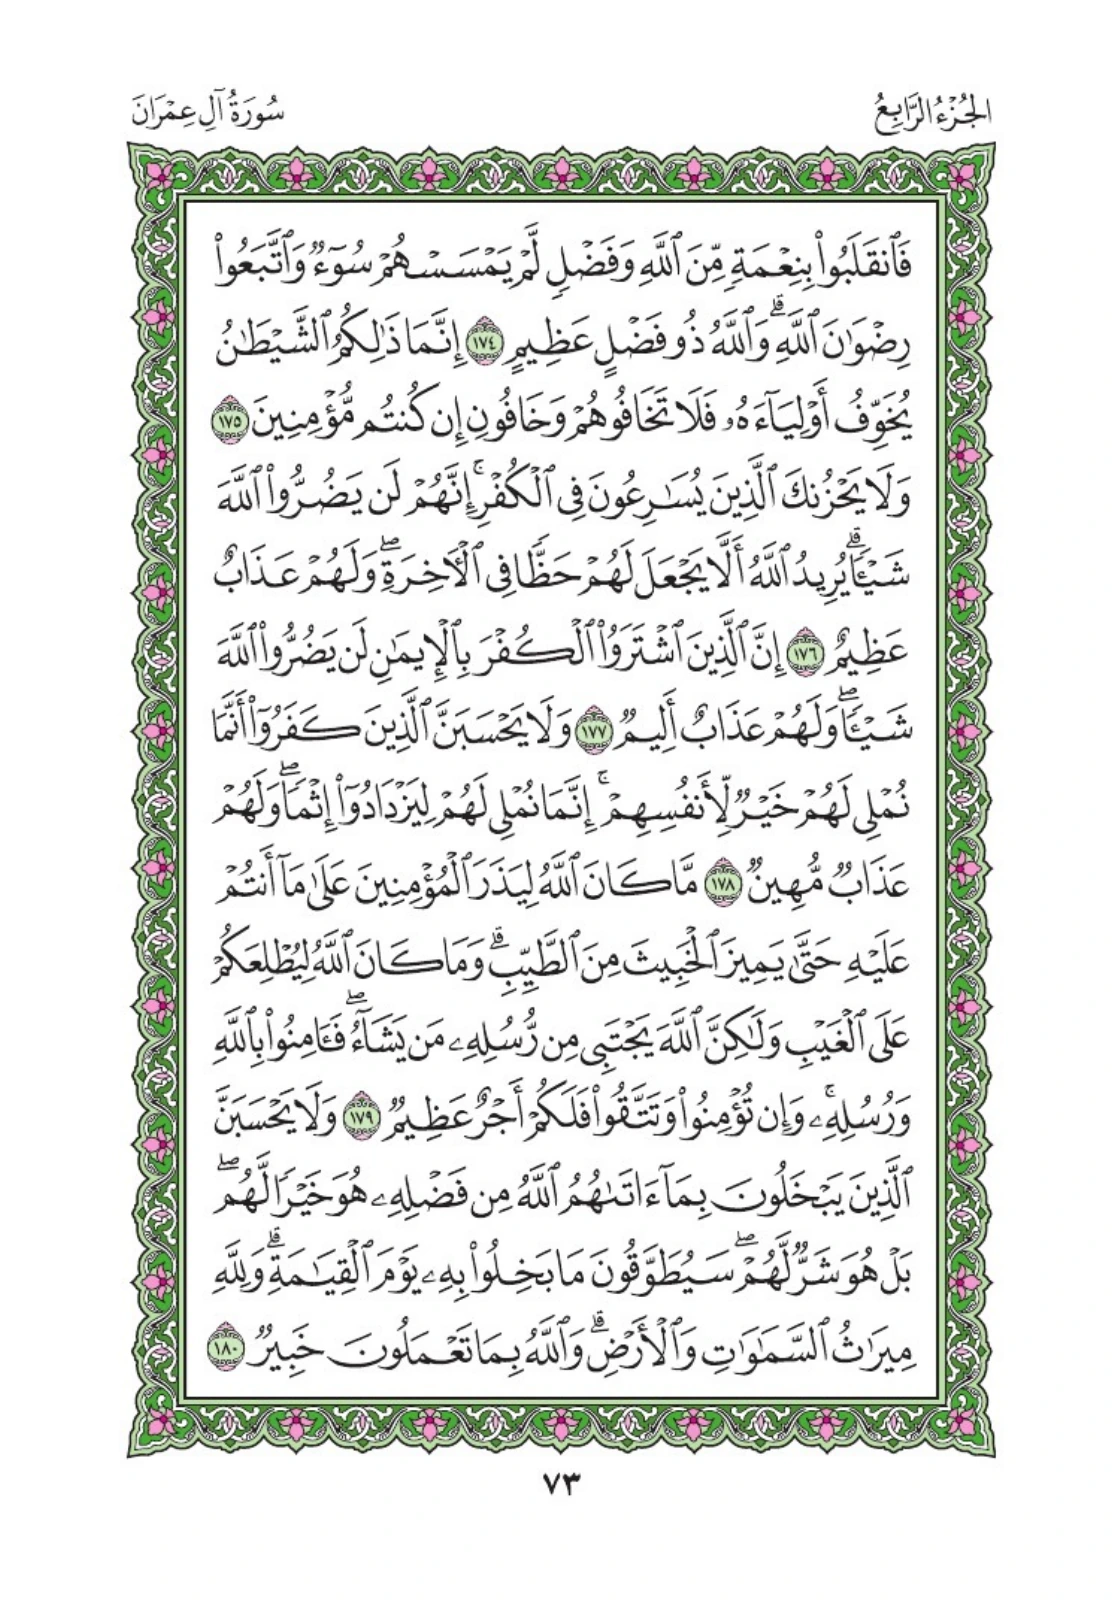 الجُزْءُ الرَّابِعُ
سُورَةُ آلِ عِمْرَانَ
فَٱنقَلَبُوا۟ بِنِعْمَةٍ مِّنَ ٱللَّهِ وَفَضْلٍ لَّمْ يَمْسَسْهُمْ سُوٓءٌ وَٱتَّبَعُوا۟
رِضْوَٰنَ ٱللَّهِ ۗ وَٱللَّهُ ذُو فَضْلٍ عَظِيمٍ ١٧٤ إِنَّمَا ذَٰلِكُمُ ٱلشَّيْطَٰنُ
يُخَوِّفُ أَوْلِيَآءَهُۥ فَلَا تَخَافُوهُمْ وَخَافُونِ إِن كُنتُم مُّؤْمِنِينَ ١٧٥
وَلَا يَحْزُنكَ ٱلَّذِينَ يُسَٰرِعُونَ فِى ٱلْكُفْرِ ۚ إِنَّهُمْ لَن يَضُرُّوا۟ ٱللَّهَ
شَيْـًٔا ۗ يُرِيدُ ٱللَّهُ أَلَّا يَجْعَلَ لَهُمْ حَظًّا فِى ٱلْـَٔاخِرَةِ ۖ وَلَهُمْ عَذَابٌ
عَظِيمٌ ١٧٦ إِنَّ ٱلَّذِينَ ٱشْتَرَوُا۟ ٱلْكُفْرَ بِٱلْإِيمَٰنِ لَن يَضُرُّوا۟ ٱللَّهَ
شَيْـًٔا ۖ وَلَهُمْ عَذَابٌ أَلِيمٌ ١٧٧ وَلَا يَحْسَبَنَّ ٱلَّذِينَ كَفَرُوٓا۟ أَنَّمَا
نُمْلِى لَهُمْ خَيْرٌ لِّأَنفُسِهِمْ ۚ إِنَّمَا نُمْلِى لَهُمْ لِيَزْدَادُوٓا۟ إِثْمًا ۖ وَلَهُمْ
عَذَابٌ مُّهِينٌ ١٧٨ مَّا كَانَ ٱللَّهُ لِيَذَرَ ٱلْمُؤْمِنِينَ عَلَىٰ مَآ أَنتُمْ
عَلَيْهِ حَتَّىٰ يَمِيزَ ٱلْخَبِيثَ مِنَ ٱلطَّيِّبِ ۗ وَمَا كَانَ ٱللَّهُ لِيُطْلِعَكُمْ
عَلَى ٱلْغَيْبِ وَلَٰكِنَّ ٱللَّهَ يَجْتَبِى مِن رُّسُلِهِۦ مَن يَشَآءُ ۖ فَـَٔامِنُوا۟ بِٱللَّهِ
وَرُسُلِهِۦ ۚ وَإِن تُؤْمِنُوا۟ وَتَتَّقُوا۟ فَلَكُمْ أَجْرٌ عَظِيمٌ ١٧٩ وَلَا يَحْسَبَنَّ
ٱلَّذِينَ يَبْخَلُونَ بِمَآ ءَاتَىٰهُمُ ٱللَّهُ مِن فَضْلِهِۦ هُوَ خَيْرًا لَّهُم ۖ
بَلْ هُوَ شَرٌّ لَّهُمْ ۖ سَيُطَوَّقُونَ مَا بَخِلُوا۟ بِهِۦ يَوْمَ ٱلْقِيَٰمَةِ ۗ وَلِلَّهِ
مِيرَٰثُ ٱلسَّمَٰوَٰتِ وَٱلْأَرْضِ ۗ وَٱللَّهُ بِمَا تَعْمَلُونَ خَبِيرٌ ١٨٠
٧٣